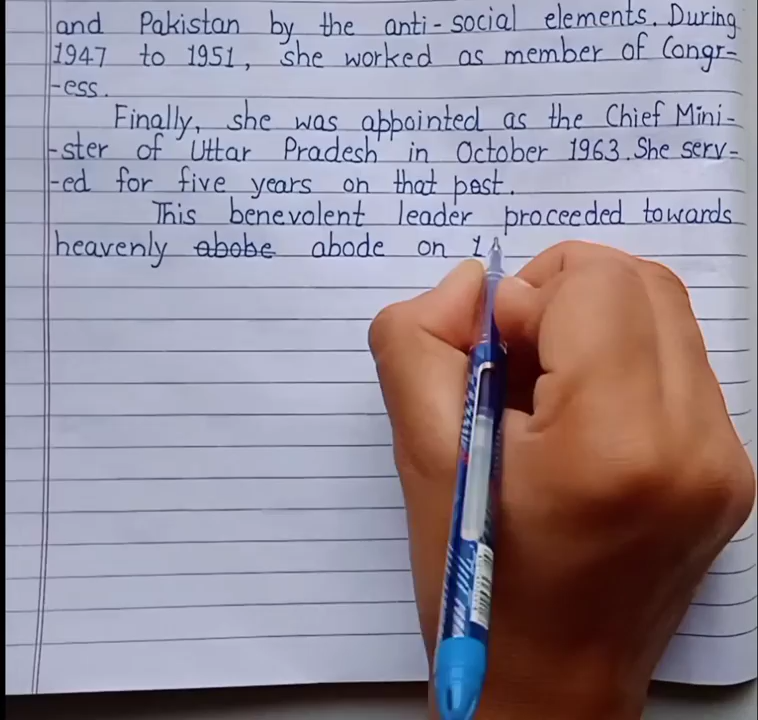 and Pakistan by the anti-social elements. During
1947 to 1951, she worked as member of Congr-
-ess.
Finally, she was appointed as the Chief Mini-
-ster of Uttar Pradesh in October 1963. She serv-
-ed for five years on that post.
This benevolent leader proceeded towards
heavenly abobe abode on 1